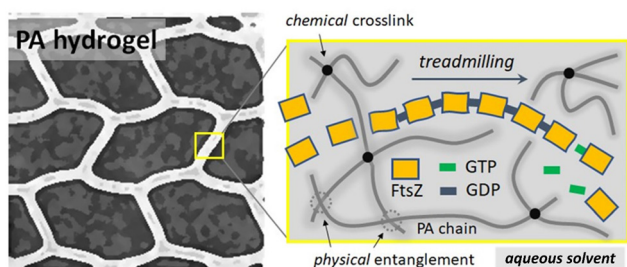 PA hydrogel
chemical crosslink
treadmilling
GTP
FtsZ
GDP
PA chain
physical entanglement
aqueous solvent